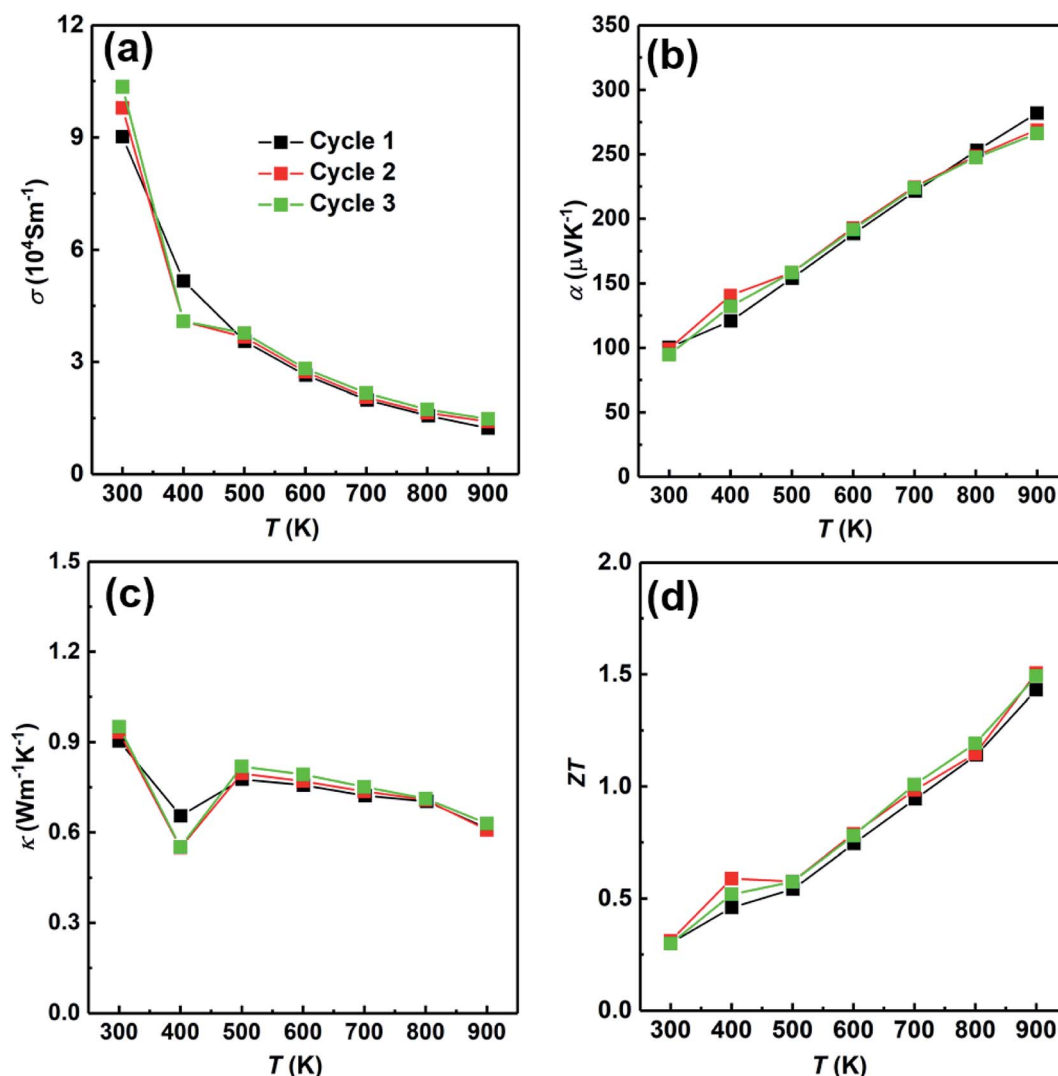 (a)
12
9
6
3
0
σ (10⁴Sm⁻¹)
Cycle 1
Cycle 2
Cycle 3
300 400 500 600 700 800 900
T (K)
(b)
350
300
250
200
150
100
50
0
α (μVK⁻¹)
300 400 500 600 700 800 900
T (K)
(c)
1.5
1.2
0.9
0.6
0.3
0.0
κ (Wm⁻¹K⁻¹)
300 400 500 600 700 800 900
T (K)
(d)
2.0
1.5
1.0
0.5
0.0
ZT
300 400 500 600 700 800 900
T (K)